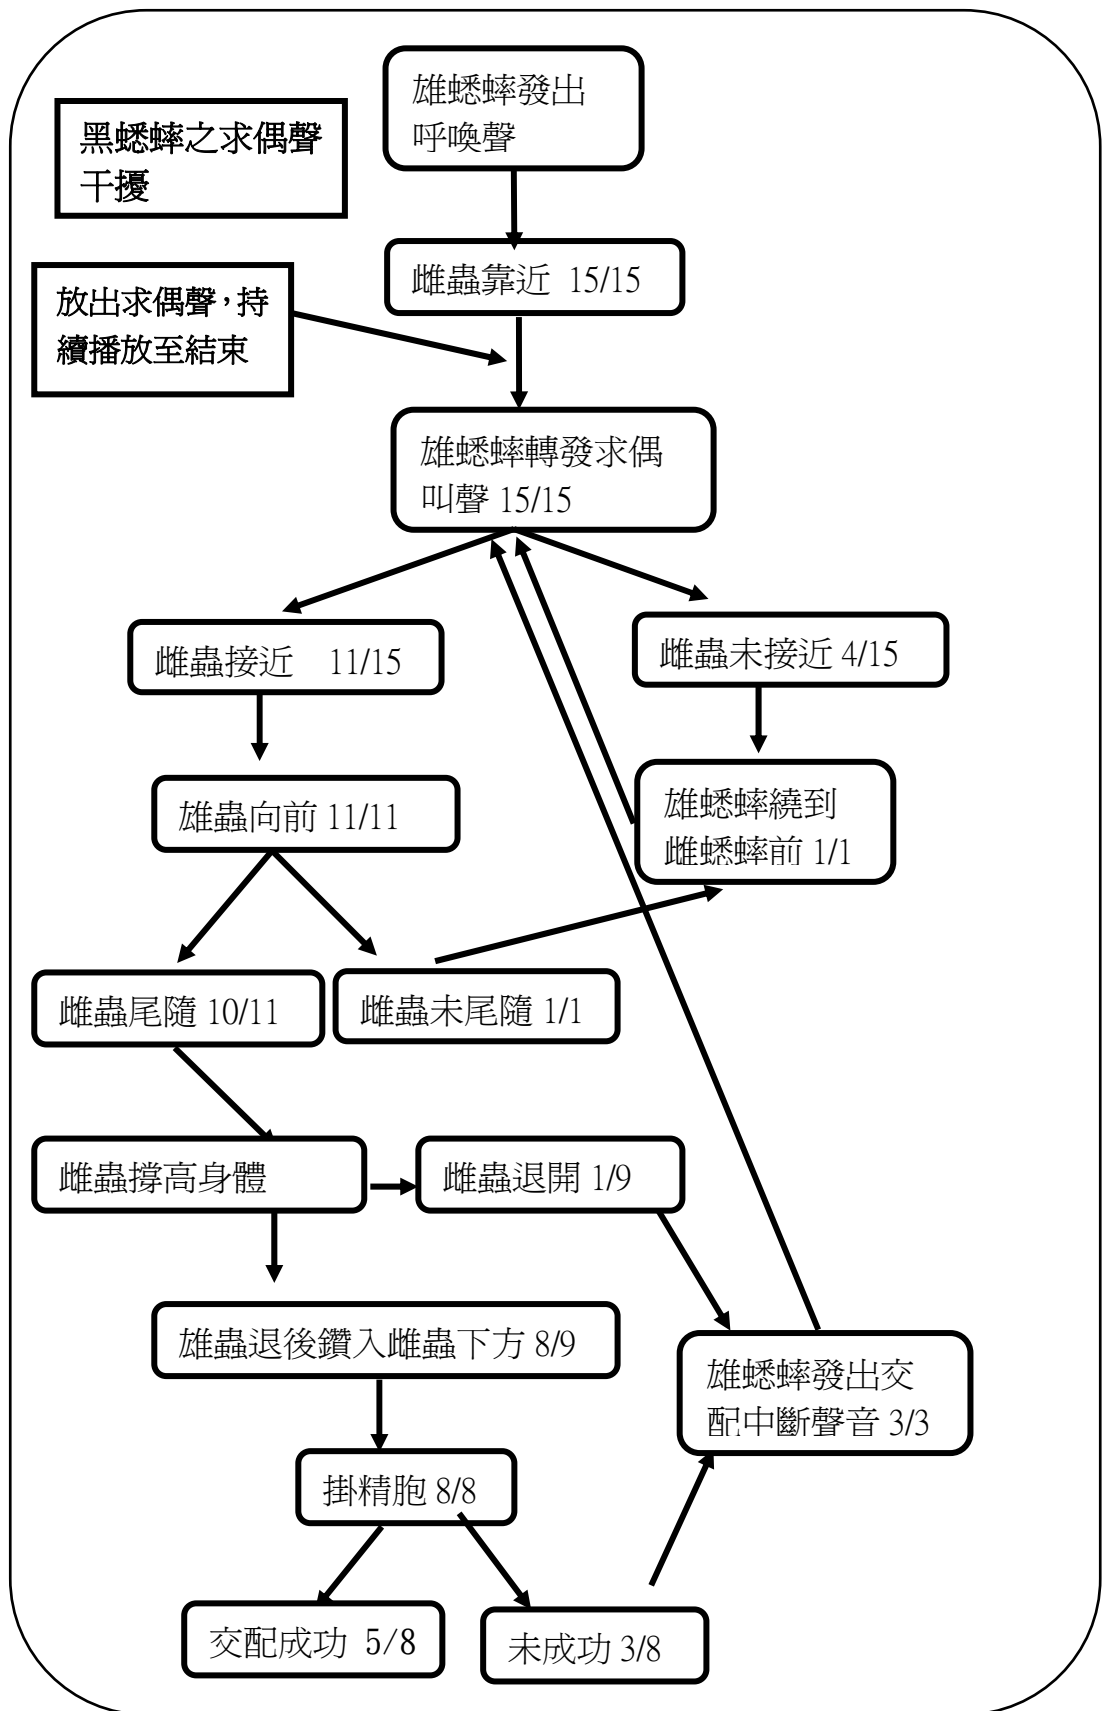 雄蟋蟀發出
呼喚聲
黑蟋蟀之求偶聲
干擾
雌蟲靠近 15/15
放出求偶聲，持
續播放至結束
雄蟋蟀轉發求偶
叫聲 15/15
雌蟲接近 11/15
雌蟲未接近 4/15
雄蟲向前 11/11
雄蟋蟀繞到
雌蟋蟀前 1/1
雌蟲尾隨 10/11
雌蟲未尾隨 1/1
雌蟲撐高身體
雌蟲退開 1/9
雄蟲退後鑽入雌蟲下方 8/9
雄蟋蟀發出交
配中斷聲音 3/3
掛精胞 8/8
交配成功 5/8
未成功 3/8